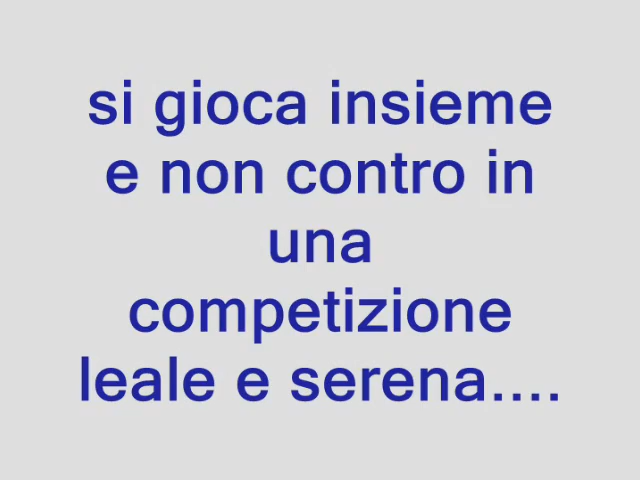 si gioca insieme
e non contro in
una
competizione
leale e serena....